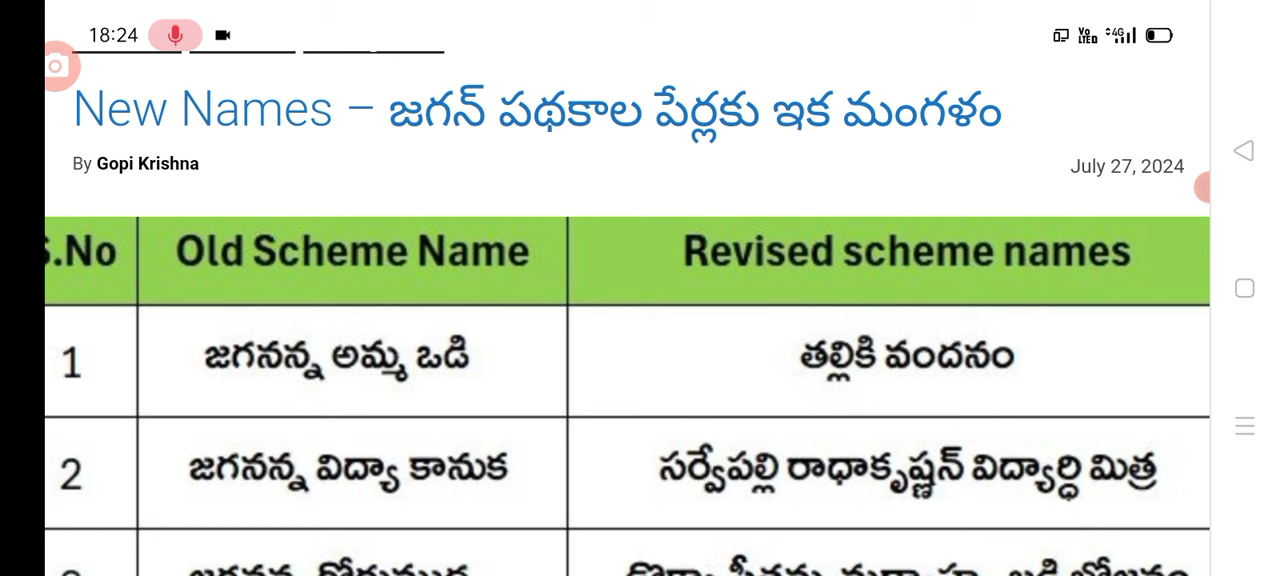 18:24
New Names – జగన్ పథకాల పేర్లకు ఇక మంగళం
By Gopi Krishna
July 27, 2024
S.No Old Scheme Name Revised scheme names
1 జగనన్న అమ్మ ఒడి తల్లికి వందనం
2 జగనన్న విద్యా కానుక సర్వేపల్లి రాధాకృష్ణన్ విద్యార్ధి మిత్ర